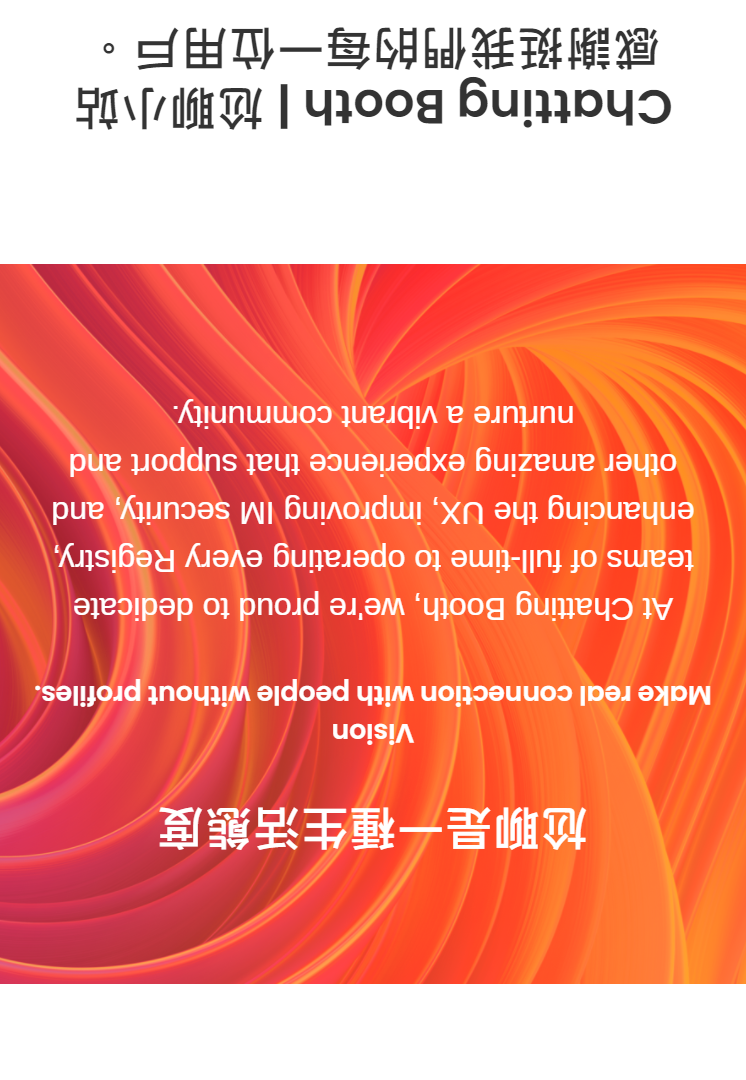 尬聊是一種生活態度
Vision
Make real connection with people without profiles.
At Chatting Booth, we're proud to dedicate
teams of full-time to operating every Registry,
enhancing the UX, improving IM security, and
other amazing experience that support and
nurture a vibrant community.
Chatting Booth | 尬聊小站
感謝挺我們的每一位用戶。